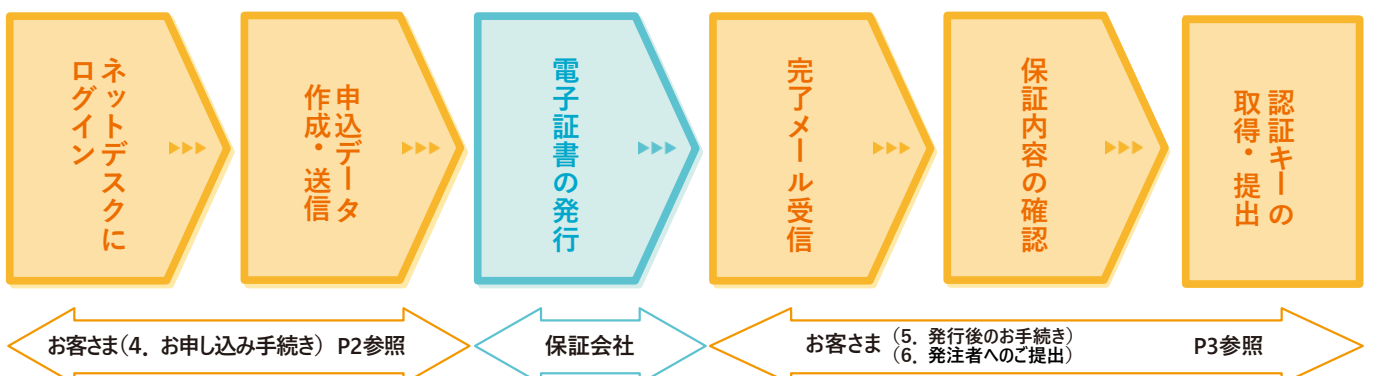 ネットデスクに
ログイン
申込データ
作成・送信
電子証書の発行
完了メール受信
保証内容の確認
認証キーの
取得・提出
お客さま（4．お申し込み手続き） P2参照
保証会社
お客さま（5．発行後のお手続き）
（6．発注者へのご提出）
P3参照